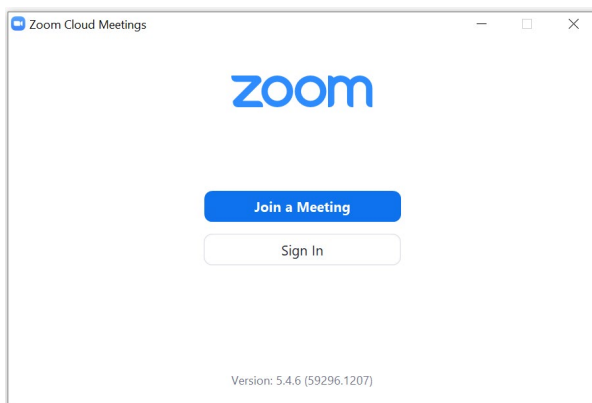 Zoom Cloud Meetings
zoom
Join a Meeting
Sign In
Version: 5.4.6 (59296.1207)